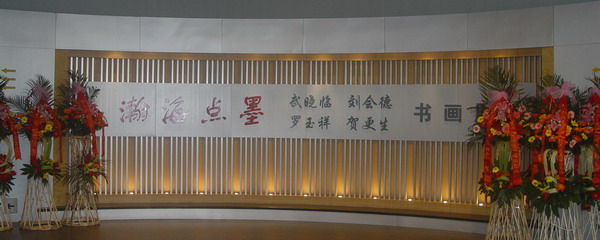 瀚海点墨
武晓临 刘会德
罗玉祥 贺更生
书画